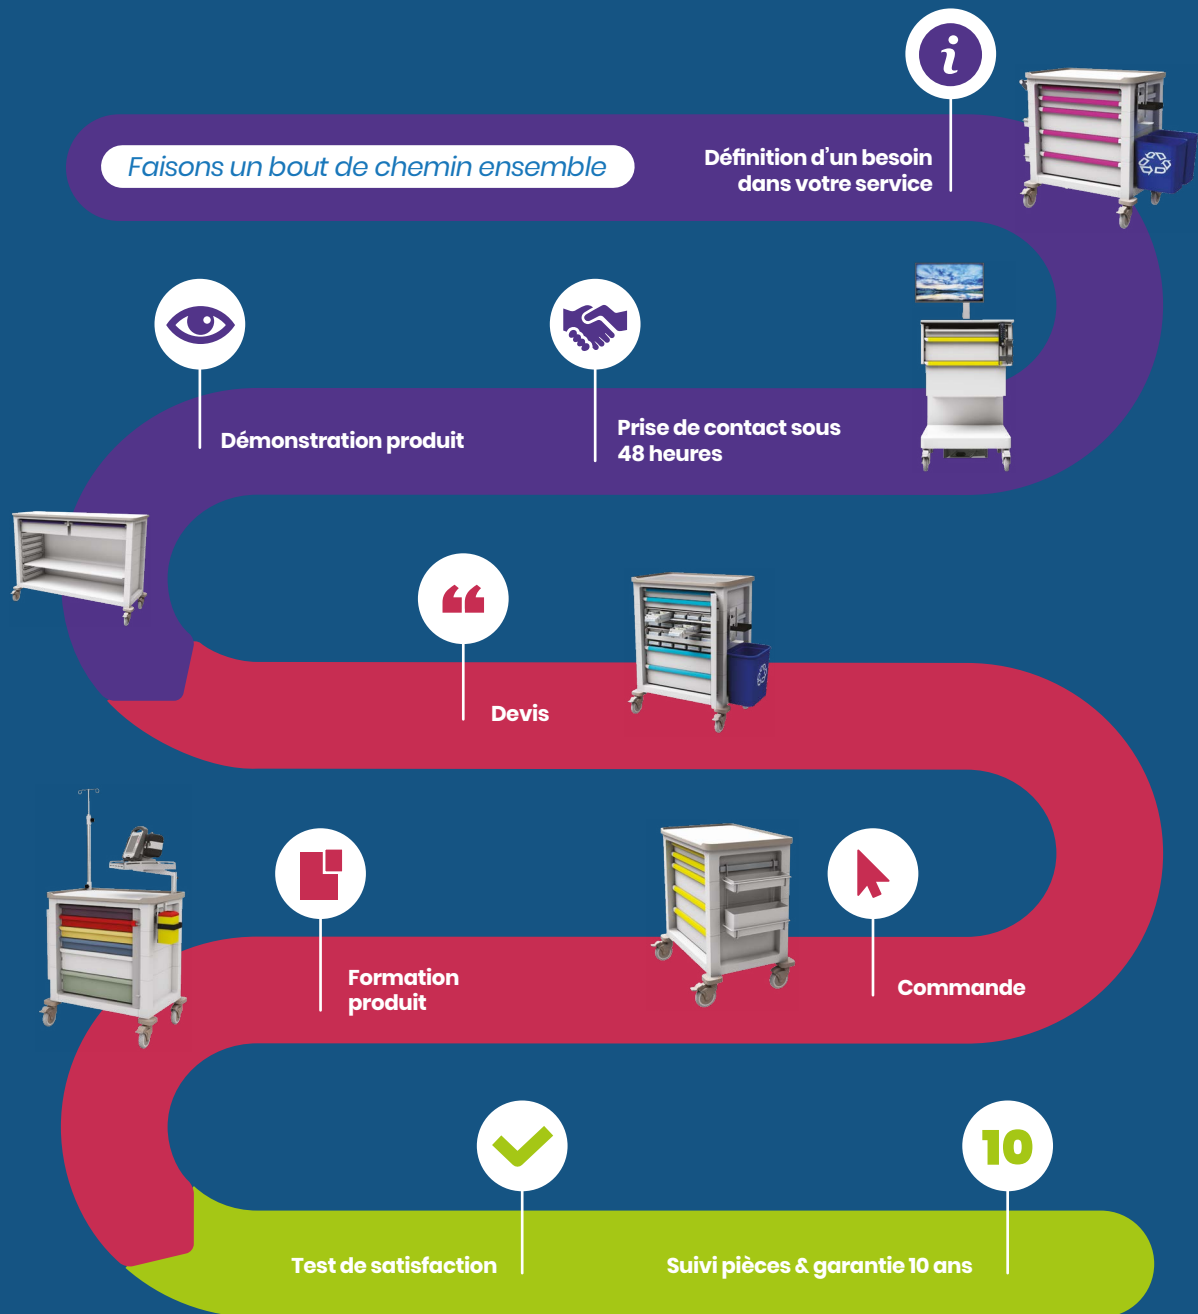 i
Faisons un bout de chemin ensemble
Définition d'un besoin
dans votre service
Prise de contact sous
48 heures
Démonstration produit
Devis
Commande
Formation
produit
Test de satisfaction
10
Suivi pièces & garantie 10 ans